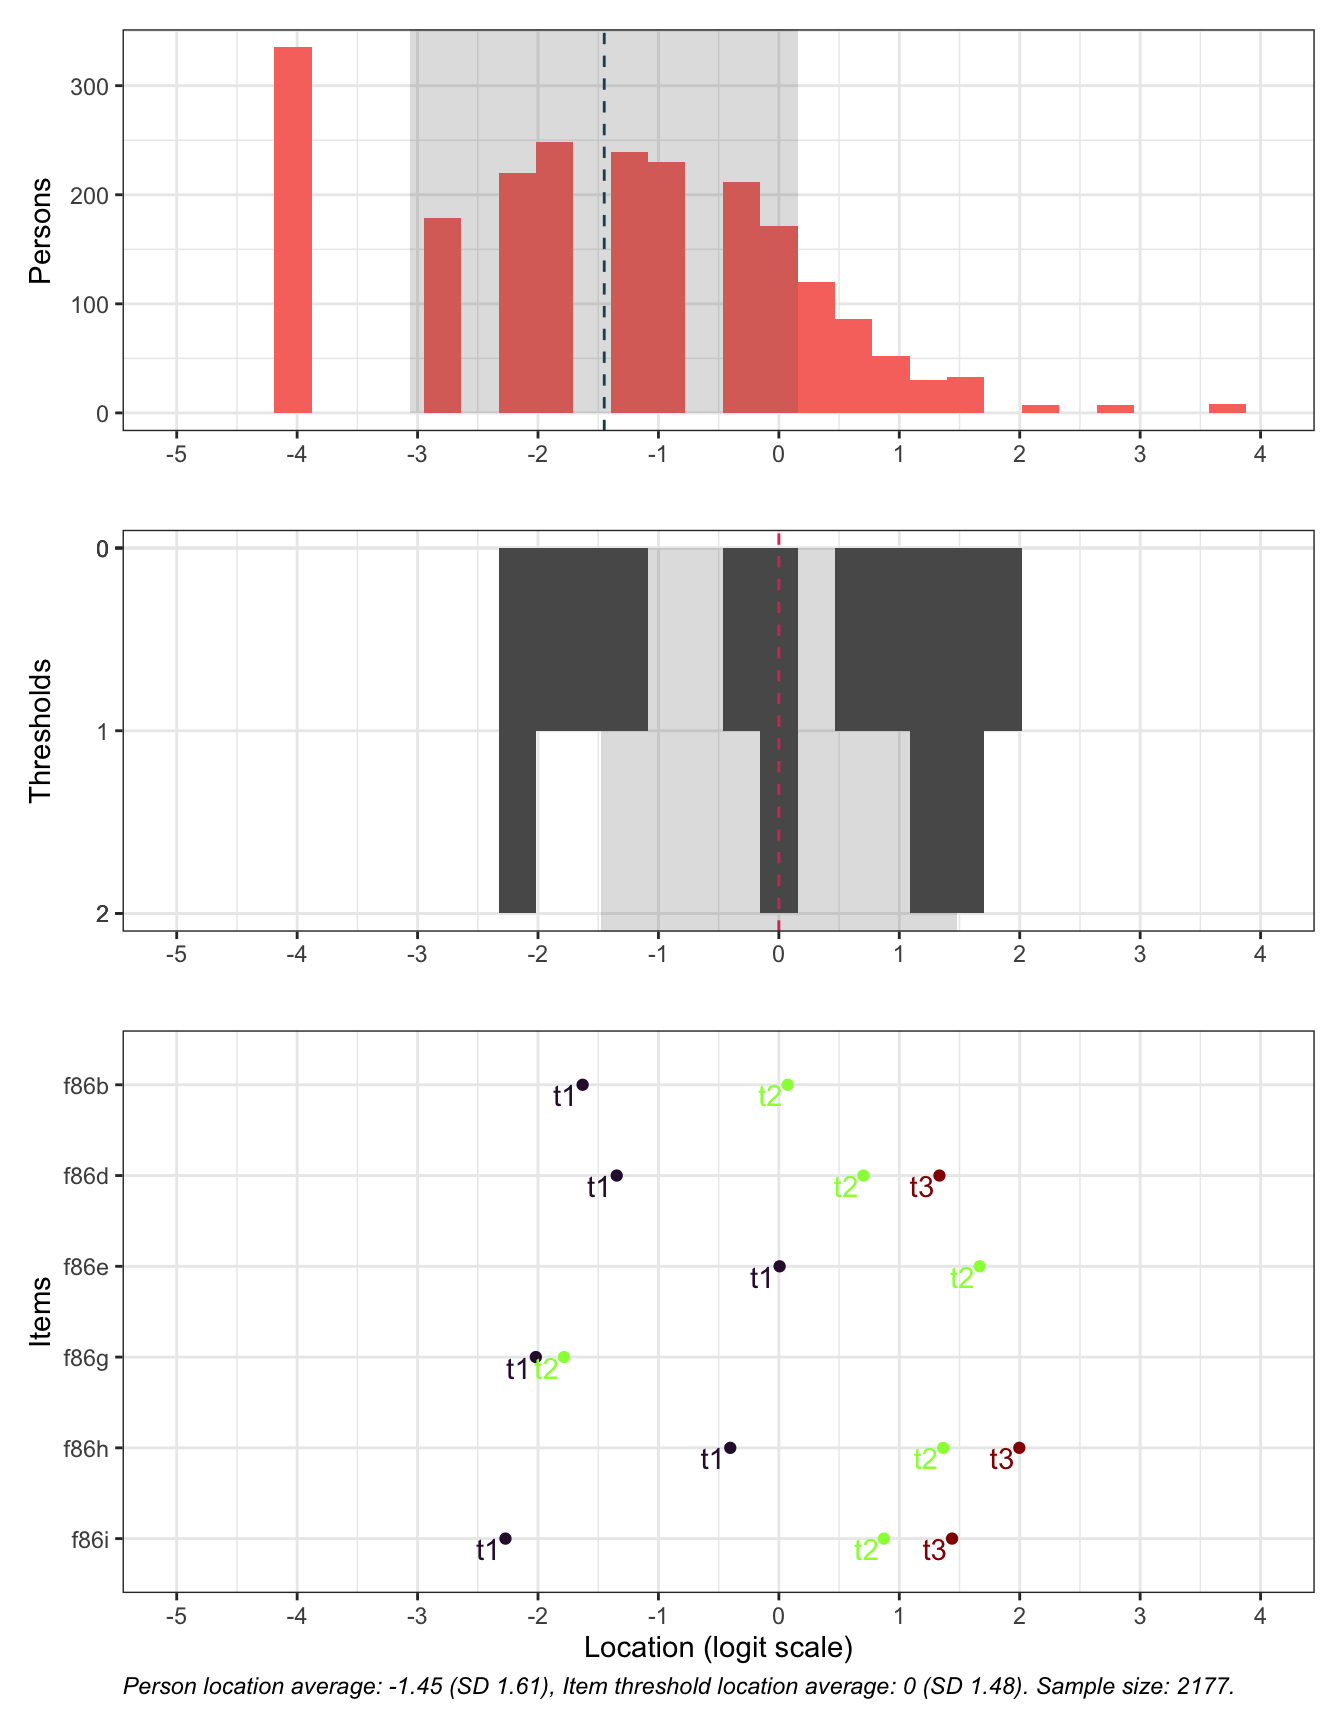 Persons
300
200
100
0
-5 -4 -3 -2 -1 0 1 2 3 4
Thresholds
0
1
2
-5 -4 -3 -2 -1 0 1 2 3 4
Items
f86b t1 t2
f86d t1 t2 t3
f86e t1 t2
f86g t1 t2
f86h t1 t2 t3
f86i t1 t2 t3
-5 -4 -3 -2 -1 0 1 2 3 4
Location (logit scale)
Person location average: -1.45 (SD 1.61), Item threshold location average: 0 (SD 1.48). Sample size: 2177.